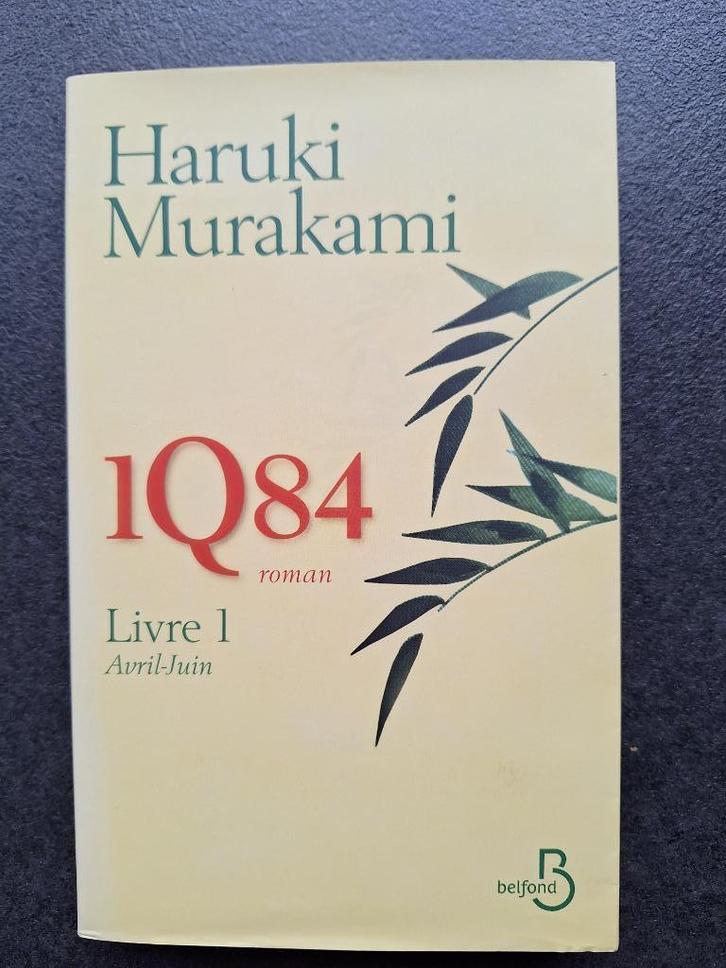 Haruki
Murakami
1Q84
roman
Livre 1
Avril-Juin
belfond
B